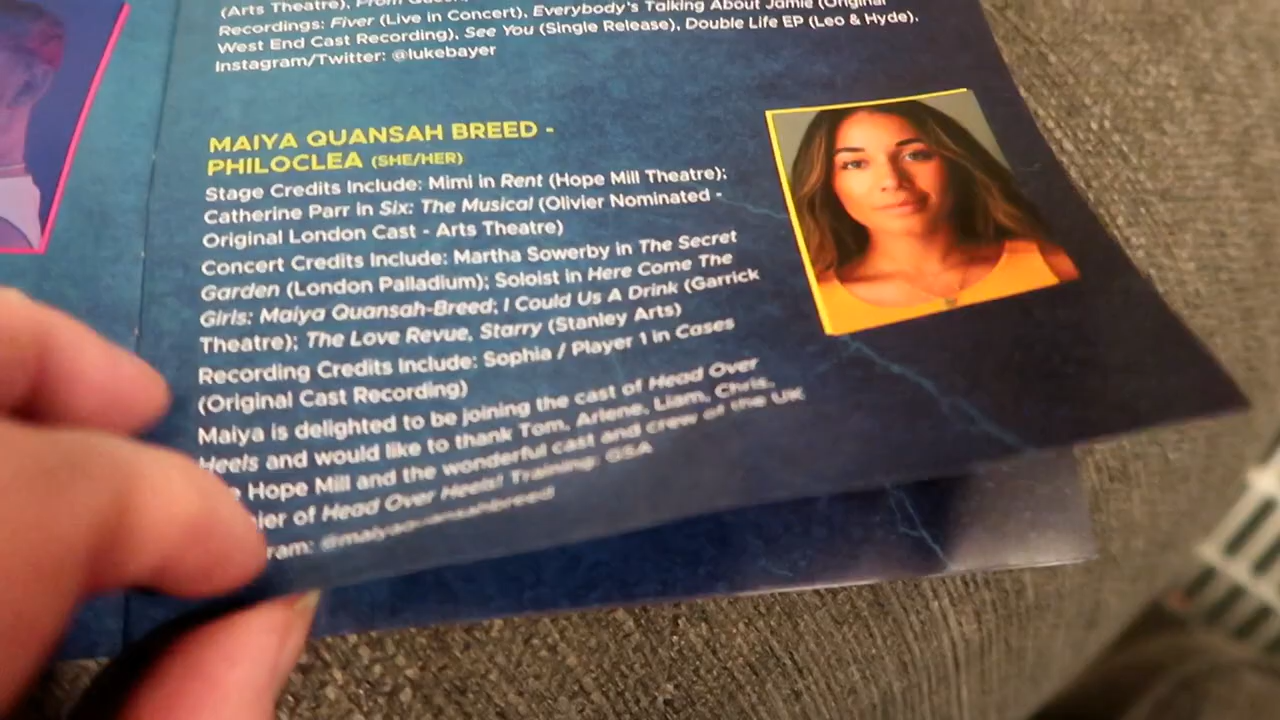 (Arts Theatre), Prom Queen
Recordings: Fiver (Live in Concert), Everybody's Talking About Jamie (Original
West End Cast Recording), See You (Single Release), Double Life EP (Leo & Hyde).
Instagram/Twitter: @lukebayer
MAIYA QUANSAH BREED -
PHILOCLEA (SHE/HER)
Stage Credits Include: Mimi in Rent (Hope Mill Theatre);
Catherine Parr in Six: The Musical (Olivier Nominated -
Original London Cast - Arts Theatre)
Concert Credits Include: Martha Sowerby in The Secret
Garden (London Palladium); Soloist in Here Come The
Girls: Maiya Quansah-Breed; I Could Us A Drink (Garrick
Theatre); The Love Revue, Starry (Stanley Arts)
Recording Credits Include: Sophia / Player 1 in Cases
(Original Cast Recording)
Maiya is delighted to be joining the cast of Head Over
Heels and would like to thank Tom, Arlene, Liam, Chris,
Hope Mill and the wonderful cast and crew of the UK
ier of Head Over Heels! Training: GSA
ram: @maiyaquansahbreed